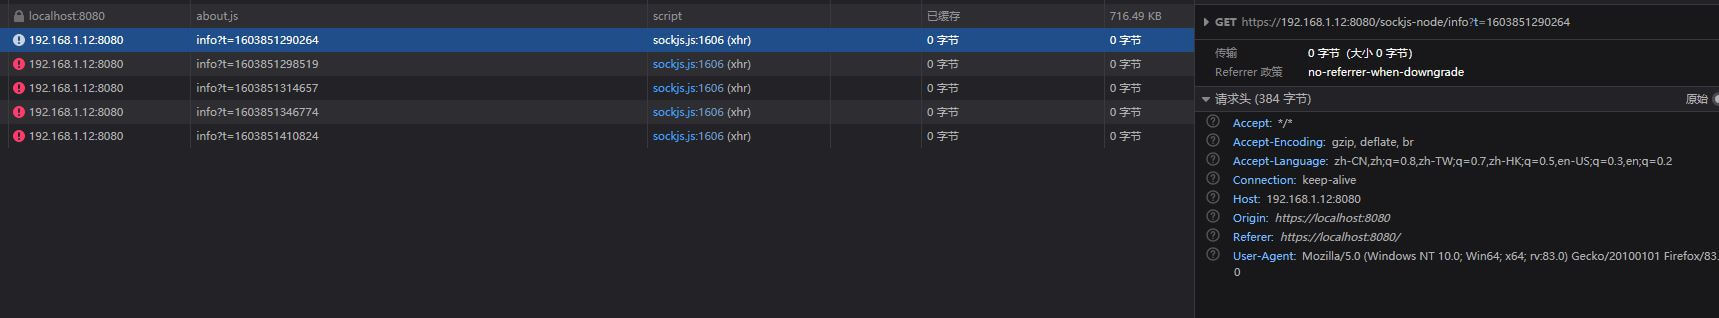 localhost:8080 about.js script 已缓存 716.49 KB
192.168.1.12:8080 info?t=1603851290264 sockjs.js:1606 (xhr) 0 字节 0 字节
192.168.1.12:8080 info?t=1603851298519 sockjs.js:1606 (xhr) 0 字节 0 字节
192.168.1.12:8080 info?t=1603851314657 sockjs.js:1606 (xhr) 0 字节 0 字节
192.168.1.12:8080 info?t=1603851346774 sockjs.js:1606 (xhr) 0 字节 0 字节
192.168.1.12:8080 info?t=1603851410824 sockjs.js:1606 (xhr) 0 字节 0 字节
GET https://192.168.1.12:8080/sockjs-node/info?t=1603851290264
传输 0 字节 (大小 0 字节)
Referrer 政策 no-referrer-when-downgrade
请求头 (384 字节) 原始
Accept: */*
Accept-Encoding: gzip, deflate, br
Accept-Language: zh-CN,zh;q=0.8,zh-TW;q=0.7,zh-HK;q=0.5,en-US;q=0.3,en;q=0.2
Connection: keep-alive
Host: 192.168.1.12:8080
Origin: https://localhost:8080
Referer: https://localhost:8080/
User-Agent: Mozilla/5.0 (Windows NT 10.0; Win64; x64; rv:83.0) Gecko/20100101 Firefox/83.
0